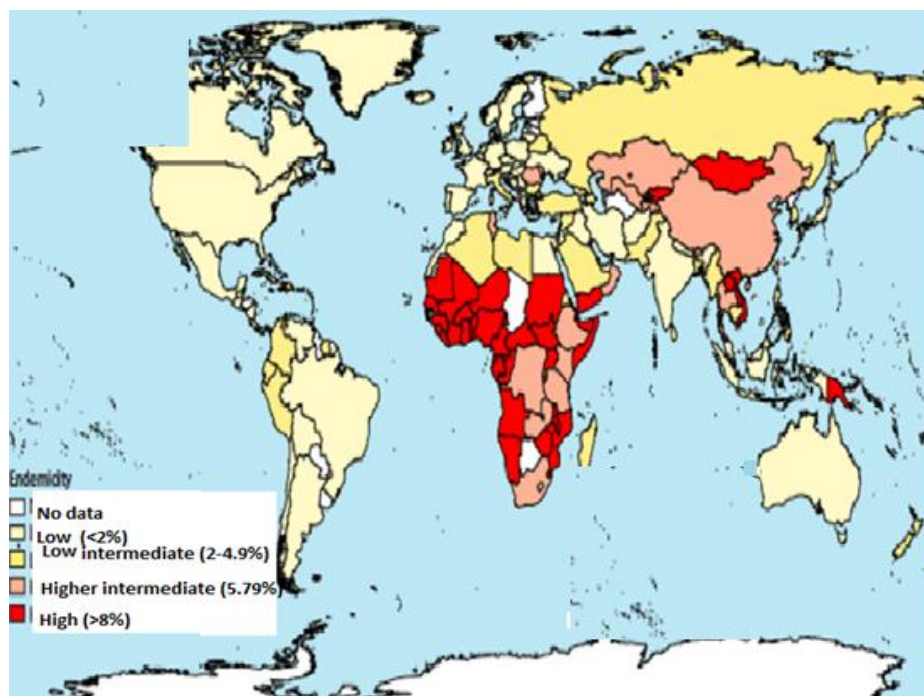 Endemicity
No data
Low (<2%)
Low intermediate (2-4.9%)
Higher intermediate (5.79%)
High (>8%)